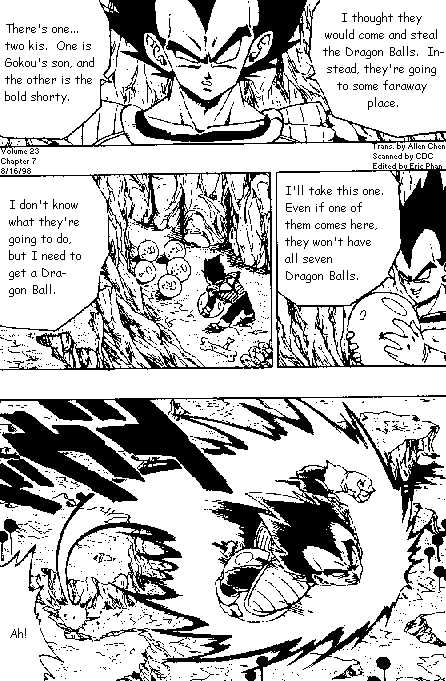 There's one...
two kis.  One is
Gokou's son, and
the other is the
bold shorty.
I thought they
would come and steal
the Dragon Balls.  In-
stead, they're going
to some faraway
place.
Volume 23
Chapter 7
8/16/98
Trans. by Allen Chen
Scanned by CDC
Edited by Eric Phan
I don't know
what they're
going to do,
but I need to
get a Dra-
gon Ball.
I'll take this one.
Even if one of
them comes here,
they won't have
all seven
Dragon Balls.
Ah!